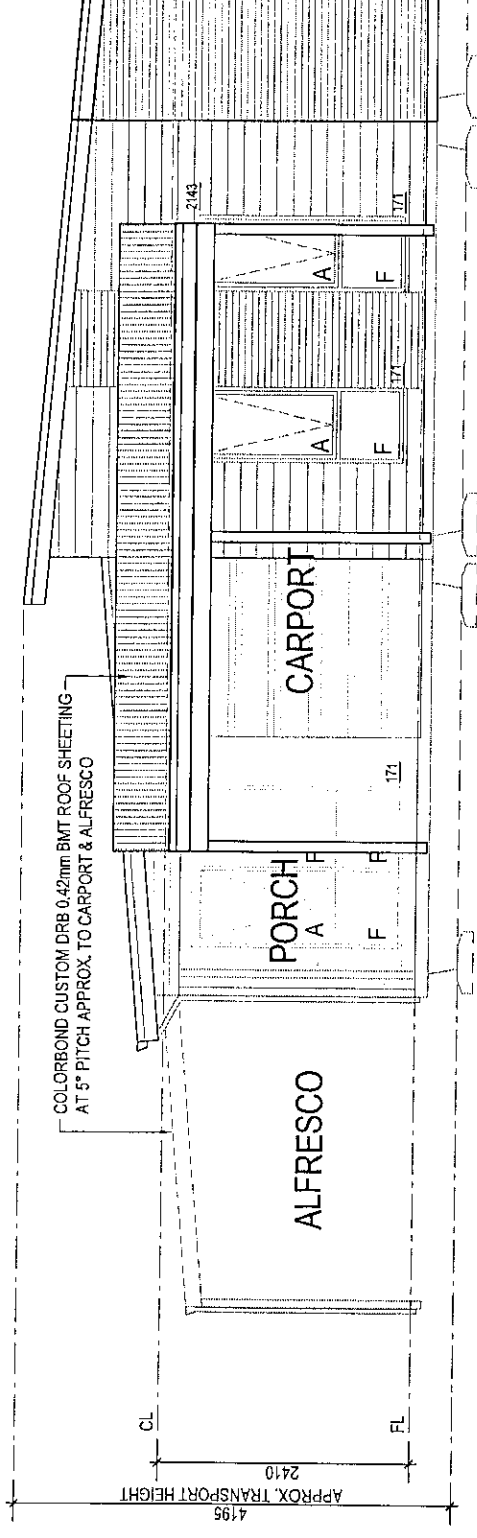 COLORBOND CUSTOM DRB 0.42mm BMT ROOF SHEETING
AT 5° PITCH APPROX. TO CARPORT & ALFRESCO
2143
171
A
F
171
A
F
CARPORT
171
PORCH
A
F
F
F
ALFRESCO
CL
FL
2410
APPROX. TRANSPORT HEIGHT
4195